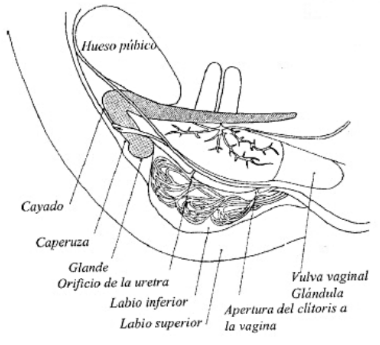 Hueso púbico
Cayado
Caperuza
Glande
Orificio de la uretra
Labio inferior
Labio superior
Vulva vaginal
Glándula
Apertura del clítoris a
la vagina